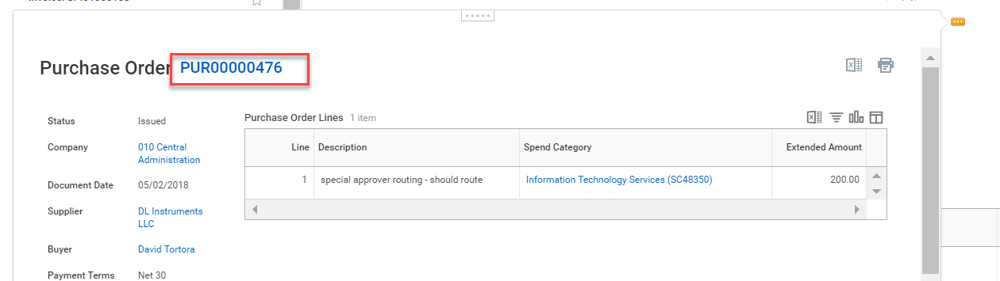 Purchase Order PUR00000476
Status Issued
Company 010 Central
Administration
Document Date 05/02/2018
Supplier DL Instruments
LLC
Buyer David Tortora
Payment Terms Net 30
Purchase Order Lines 1 item
Line Description Spend Category Extended Amount
1 special approver routing - should route Information Technology Services (SC48350) 200.00